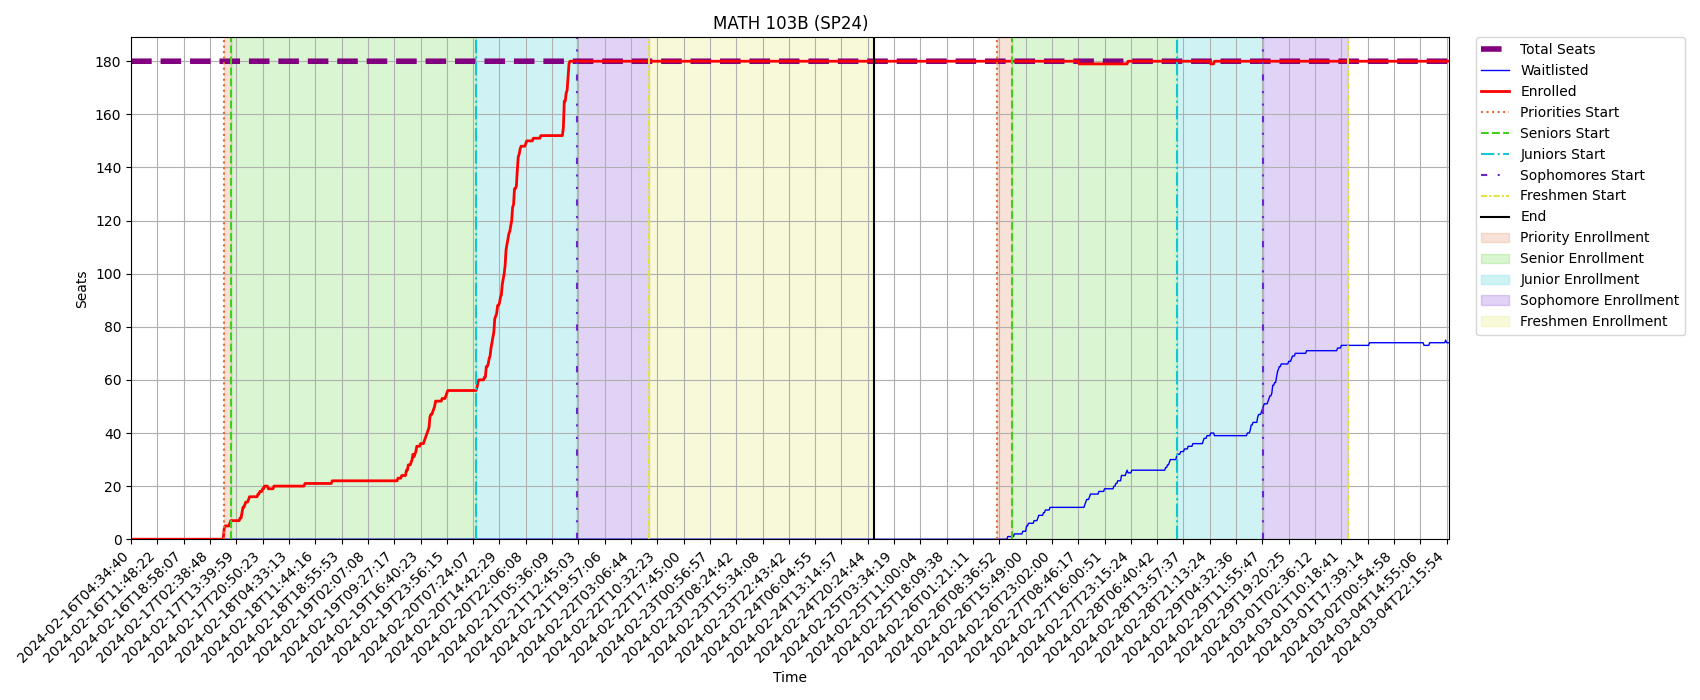 MATH 103B (SP24)
Seats
180
160
140
120
100
80
60
40
20
0
2024-02-16T04:34:40
2024-02-16T11:48:22
2024-02-16T18:58:07
2024-02-17T02:38:48
2024-02-17T13:39:59
2024-02-17T20:50:23
2024-02-18T04:33:13
2024-02-18T11:44:16
2024-02-18T18:55:53
2024-02-19T02:07:08
2024-02-19T09:27:17
2024-02-19T16:40:23
2024-02-19T23:56:15
2024-02-20T07:24:07
2024-02-20T14:42:29
2024-02-20T22:06:08
2024-02-21T05:36:09
2024-02-21T12:45:03
2024-02-21T19:57:06
2024-02-22T03:06:44
2024-02-22T10:32:23
2024-02-22T17:45:00
2024-02-23T00:56:57
2024-02-23T08:24:42
2024-02-23T15:34:08
2024-02-23T22:43:42
2024-02-24T06:04:55
2024-02-24T13:14:57
2024-02-24T20:24:44
2024-02-25T03:34:19
2024-02-25T11:00:04
2024-02-25T18:09:38
2024-02-26T01:21:11
2024-02-26T08:36:52
2024-02-26T15:49:00
2024-02-26T23:02:00
2024-02-27T08:46:17
2024-02-27T16:00:51
2024-02-27T23:15:24
2024-02-28T06:40:42
2024-02-28T13:57:37
2024-02-28T21:13:24
2024-02-29T04:32:36
2024-02-29T11:55:47
2024-02-29T19:20:25
2024-03-01T02:36:12
2024-03-01T10:18:41
2024-03-01T17:39:14
2024-03-02T00:54:58
2024-03-04T14:55:06
2024-03-04T22:15:54
Time
Total Seats
Waitlisted
Enrolled
Priorities Start
Seniors Start
Juniors Start
Sophomores Start
Freshmen Start
End
Priority Enrollment
Senior Enrollment
Junior Enrollment
Sophomore Enrollment
Freshmen Enrollment